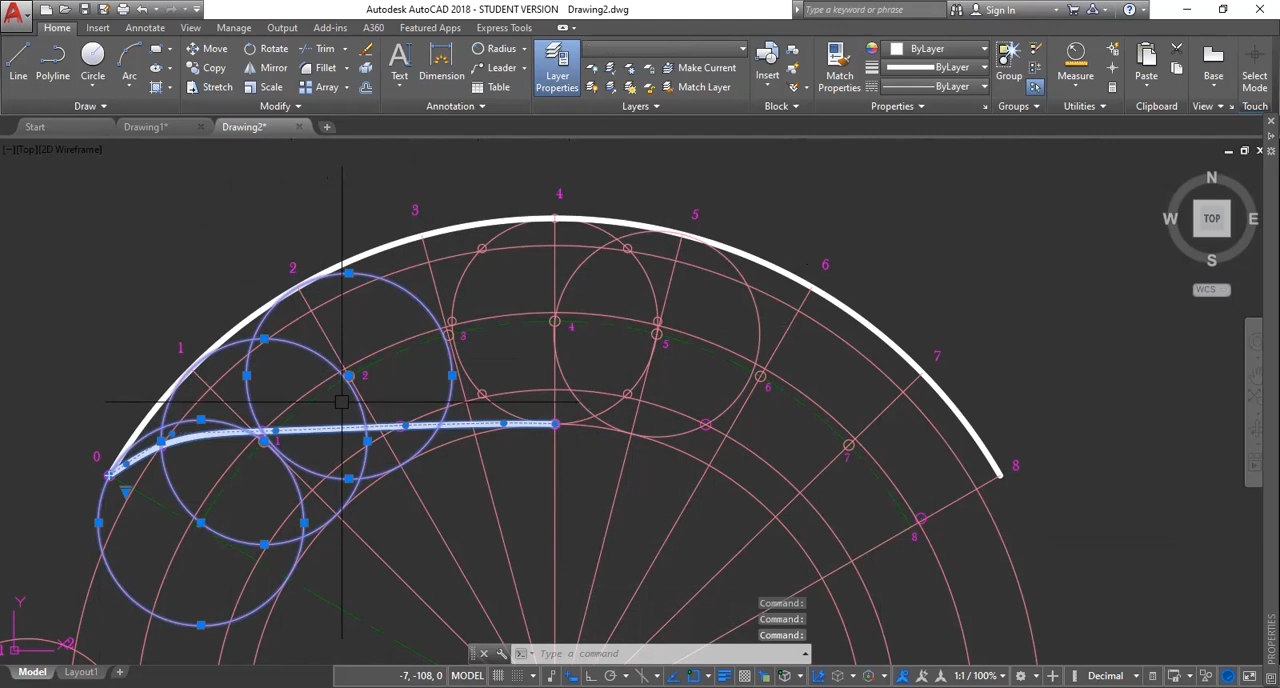 Autodesk AutoCAD 2018 - STUDENT VERSION Drawing2.dwg
Type a keyword or phrase
Sign In
Home Insert Annotate View Manage Output Add-ins A360 Featured Apps Express Tools
Line Polyline Circle Arc
Move Rotate Trim
Copy Mirror Fillet
Stretch Scale Array
Text Dimension
Radius
Leader
Table
Layer Properties
Make Current
Match Layer
Insert
Match Properties
ByLayer
ByLayer
ByLayer
Group
Measure
Paste
Base
Select Mode
Draw Modify Annotation Layers Block Properties Groups Utilities Clipboard View Touch
Start Drawing1* Drawing2*
[−][Top][2D Wireframe]
N
W TOP E
S
WCS
4
3
5
2
6
1
7
0
8
3
4
5
2
6
1
7
8
Y
X
2
Command:
Command:
Command:
Type a command
PROPERTIES
Model Layout1
-7, -108, 0 MODEL
1:1 / 100%
Decimal